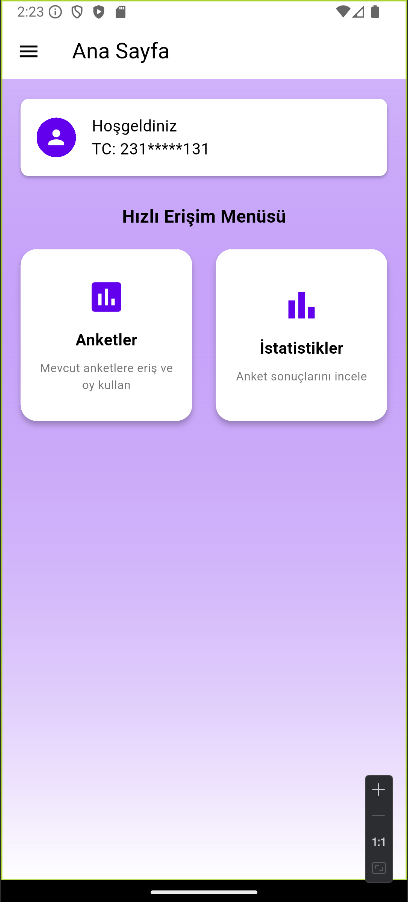 2:23
Ana Sayfa
Hoşgeldiniz
TC: 231*****131
Hızlı Erişim Menüsü
Anketler
Mevcut anketlere eriş ve
oy kullan
İstatistikler
Anket sonuçlarını incele
1:1